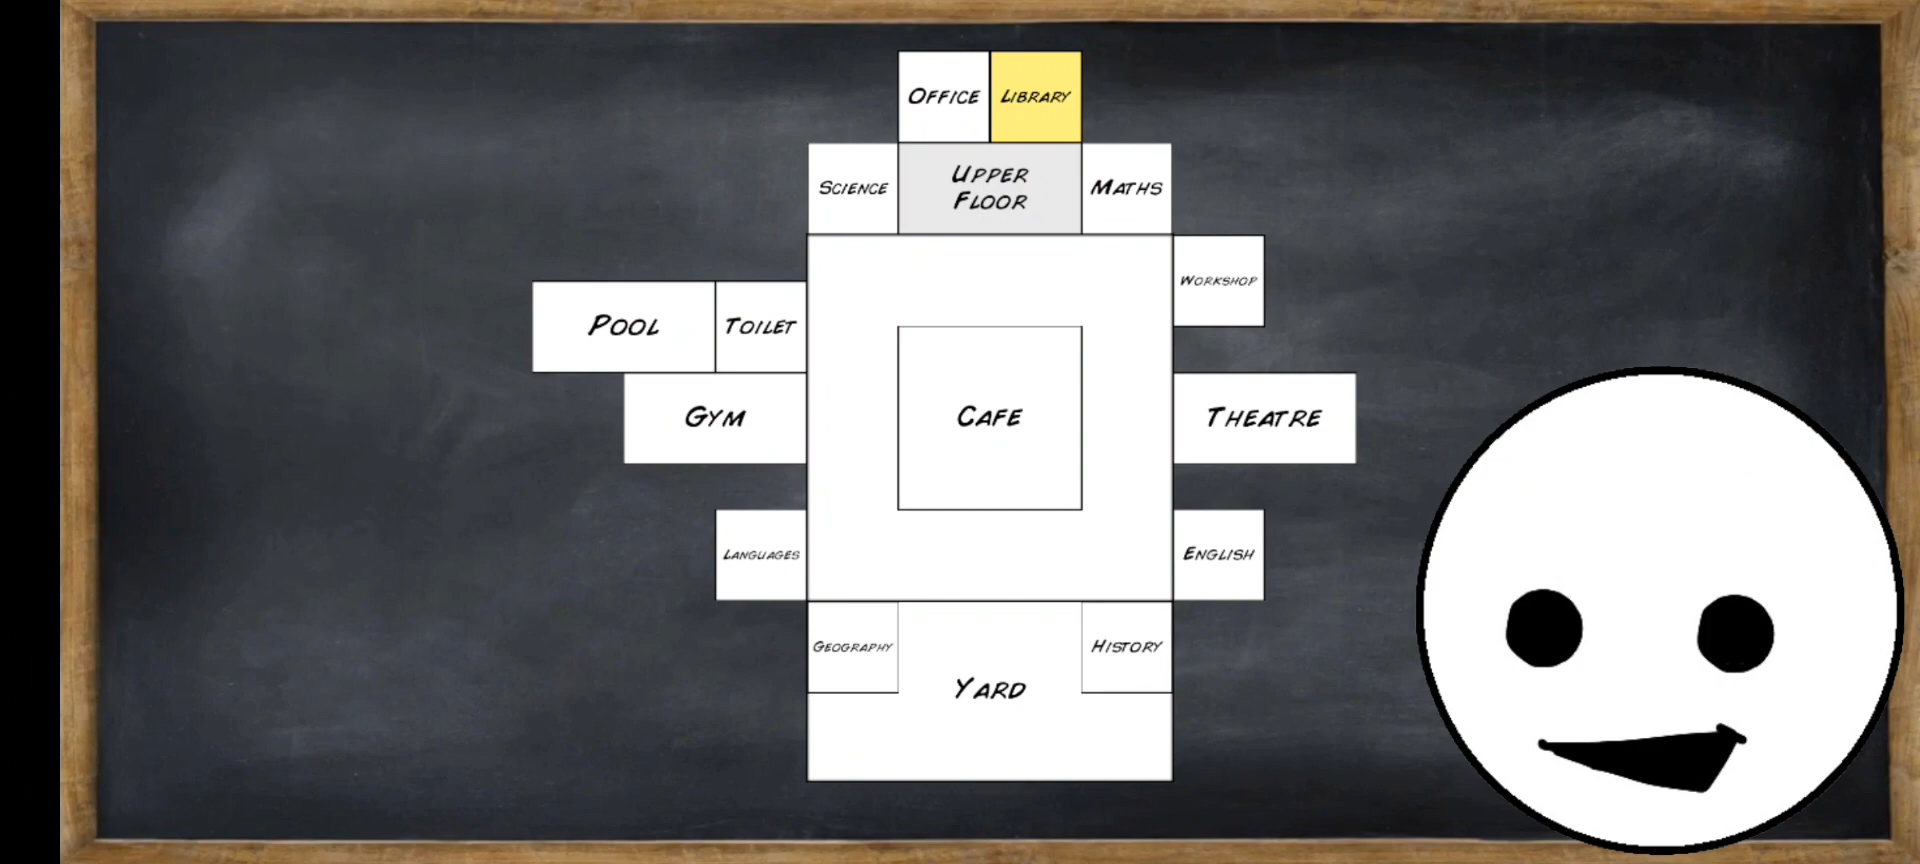 OFFICE
LIBRARY
SCIENCE
UPPER
FLOOR
MATHS
WORKSHOP
POOL
TOILET
GYM
CAFE
THEATRE
LANGUAGES
ENGLISH
GEOGRAPHY
HISTORY
YARD